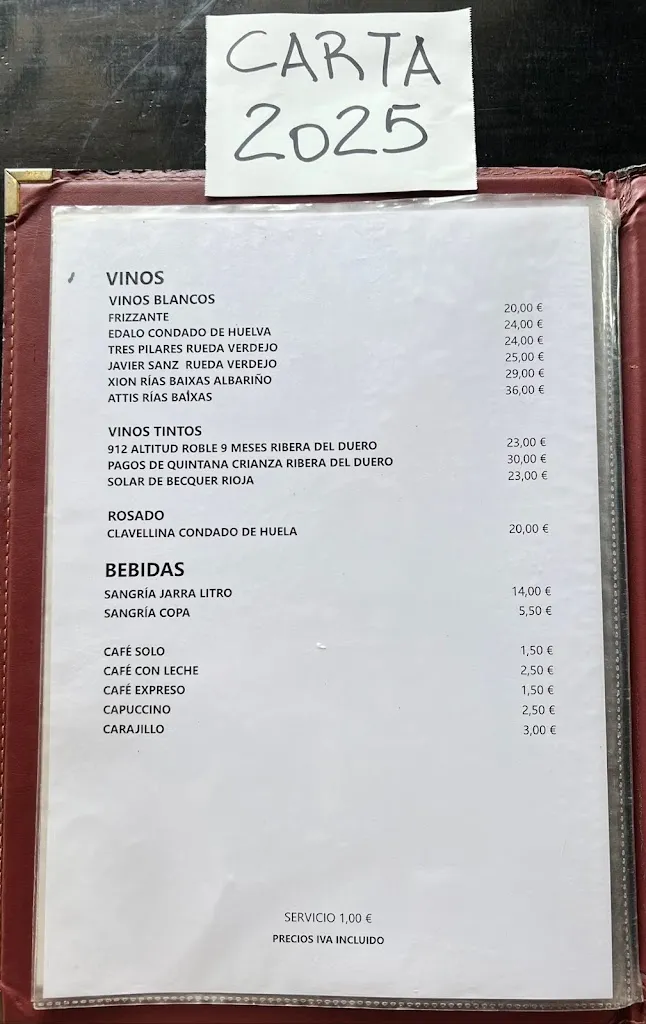 CARTA
2025
VINOS
VINOS BLANCOS
FRIZZANTE 20,00 €
EDALO CONDADO DE HUELVA 24,00 €
TRES PILARES RUEDA VERDEJO 24,00 €
JAVIER SANZ RUEDA VERDEJO 25,00 €
XION RÍAS BAIXAS ALBARIÑO 29,00 €
ATTIS RÍAS BAÍXAS 36,00 €
VINOS TINTOS
912 ALTITUD ROBLE 9 MESES RIBERA DEL DUERO 23,00 €
PAGOS DE QUINTANA CRIANZA RIBERA DEL DUERO 30,00 €
SOLAR DE BECQUER RIOJA 23,00 €
ROSADO
CLAVELLINA CONDADO DE HUELA 20,00 €
BEBIDAS
SANGRÍA JARRA LITRO 14,00 €
SANGRÍA COPA 5,50 €
CAFÉ SOLO 1,50 €
CAFÉ CON LECHE 2,50 €
CAFÉ EXPRESO 1,50 €
CAPUCCINO 2,50 €
CARAJILLO 3,00 €
SERVICIO 1,00 €
PRECIOS IVA INCLUIDO